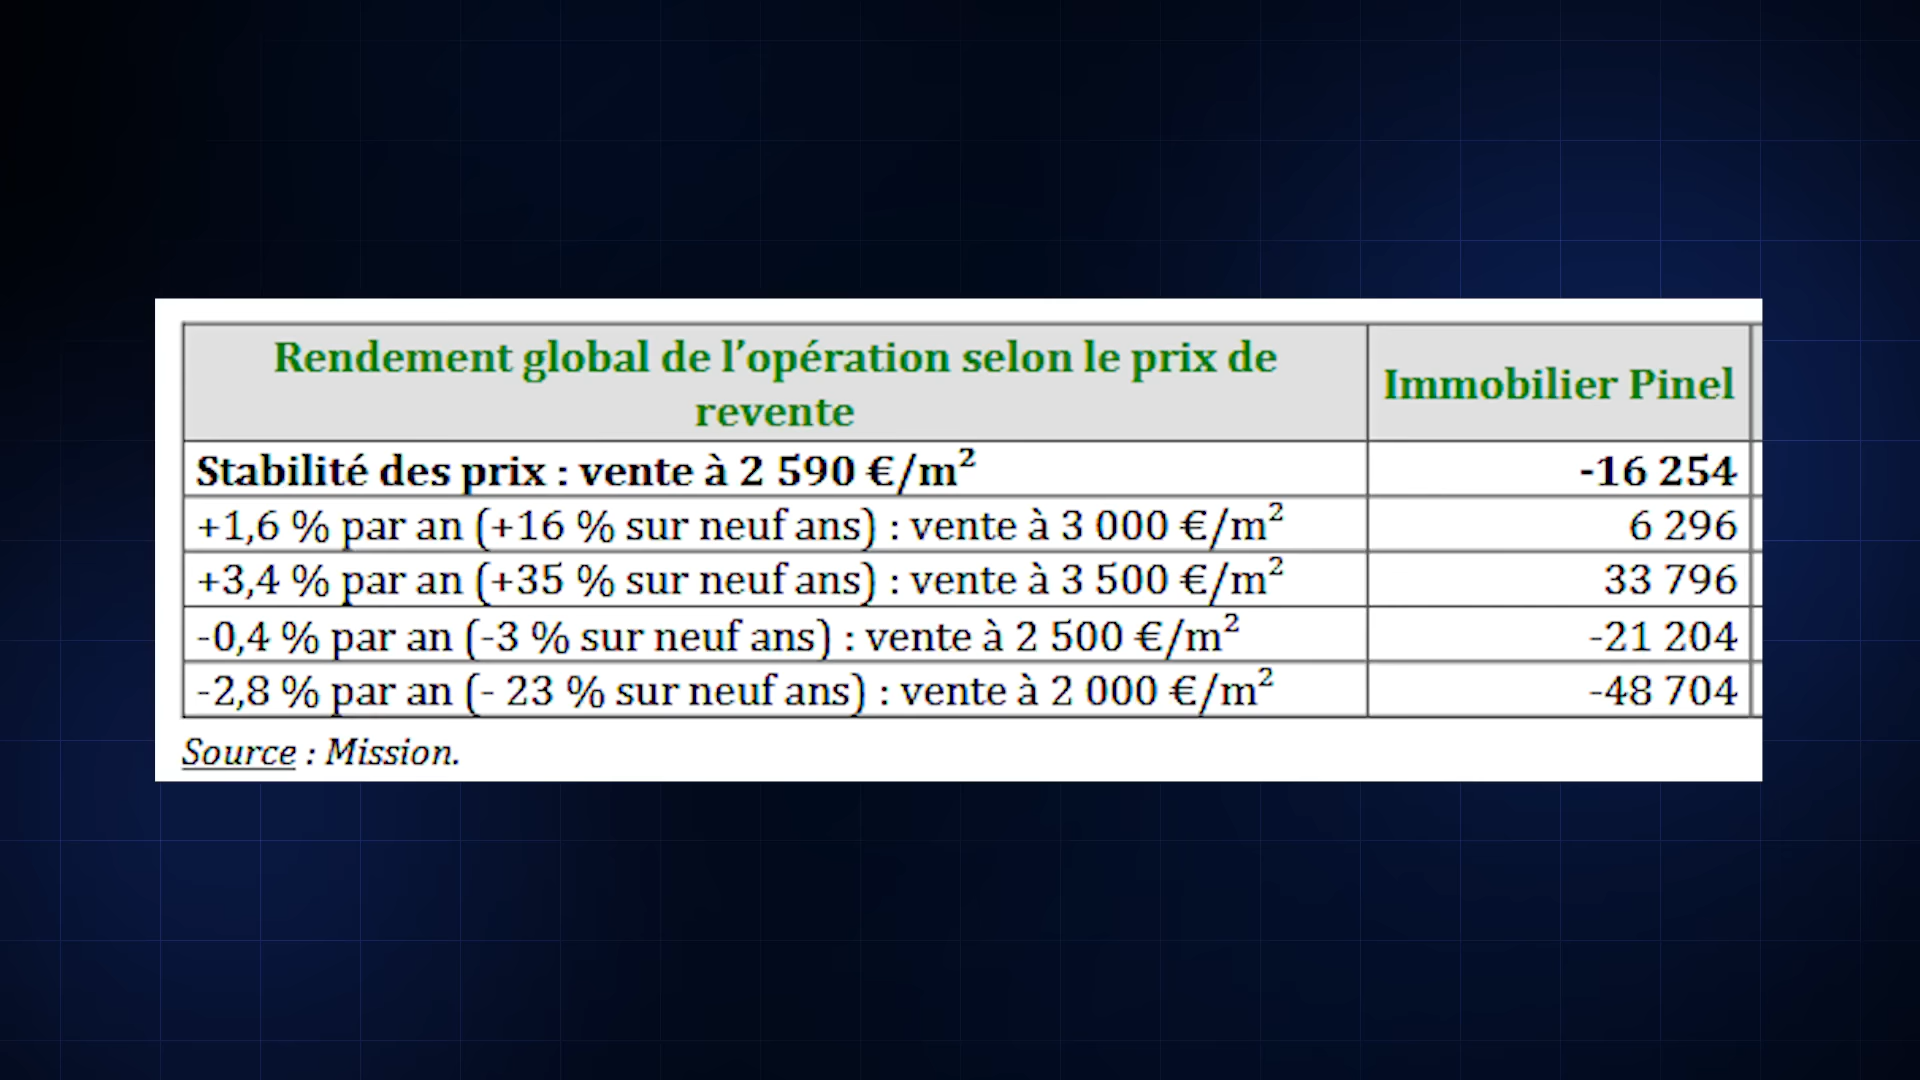 Rendement global de l’opération selon le prix de
revente
Immobilier Pinel
Stabilité des prix : vente à 2 590 €/m² -16 254
+1,6 % par an (+16 % sur neuf ans) : vente à 3 000 €/m² 6 296
+3,4 % par an (+35 % sur neuf ans) : vente à 3 500 €/m² 33 796
-0,4 % par an (-3 % sur neuf ans) : vente à 2 500 €/m² -21 204
-2,8 % par an (- 23 % sur neuf ans) : vente à 2 000 €/m² -48 704
Source : Mission.